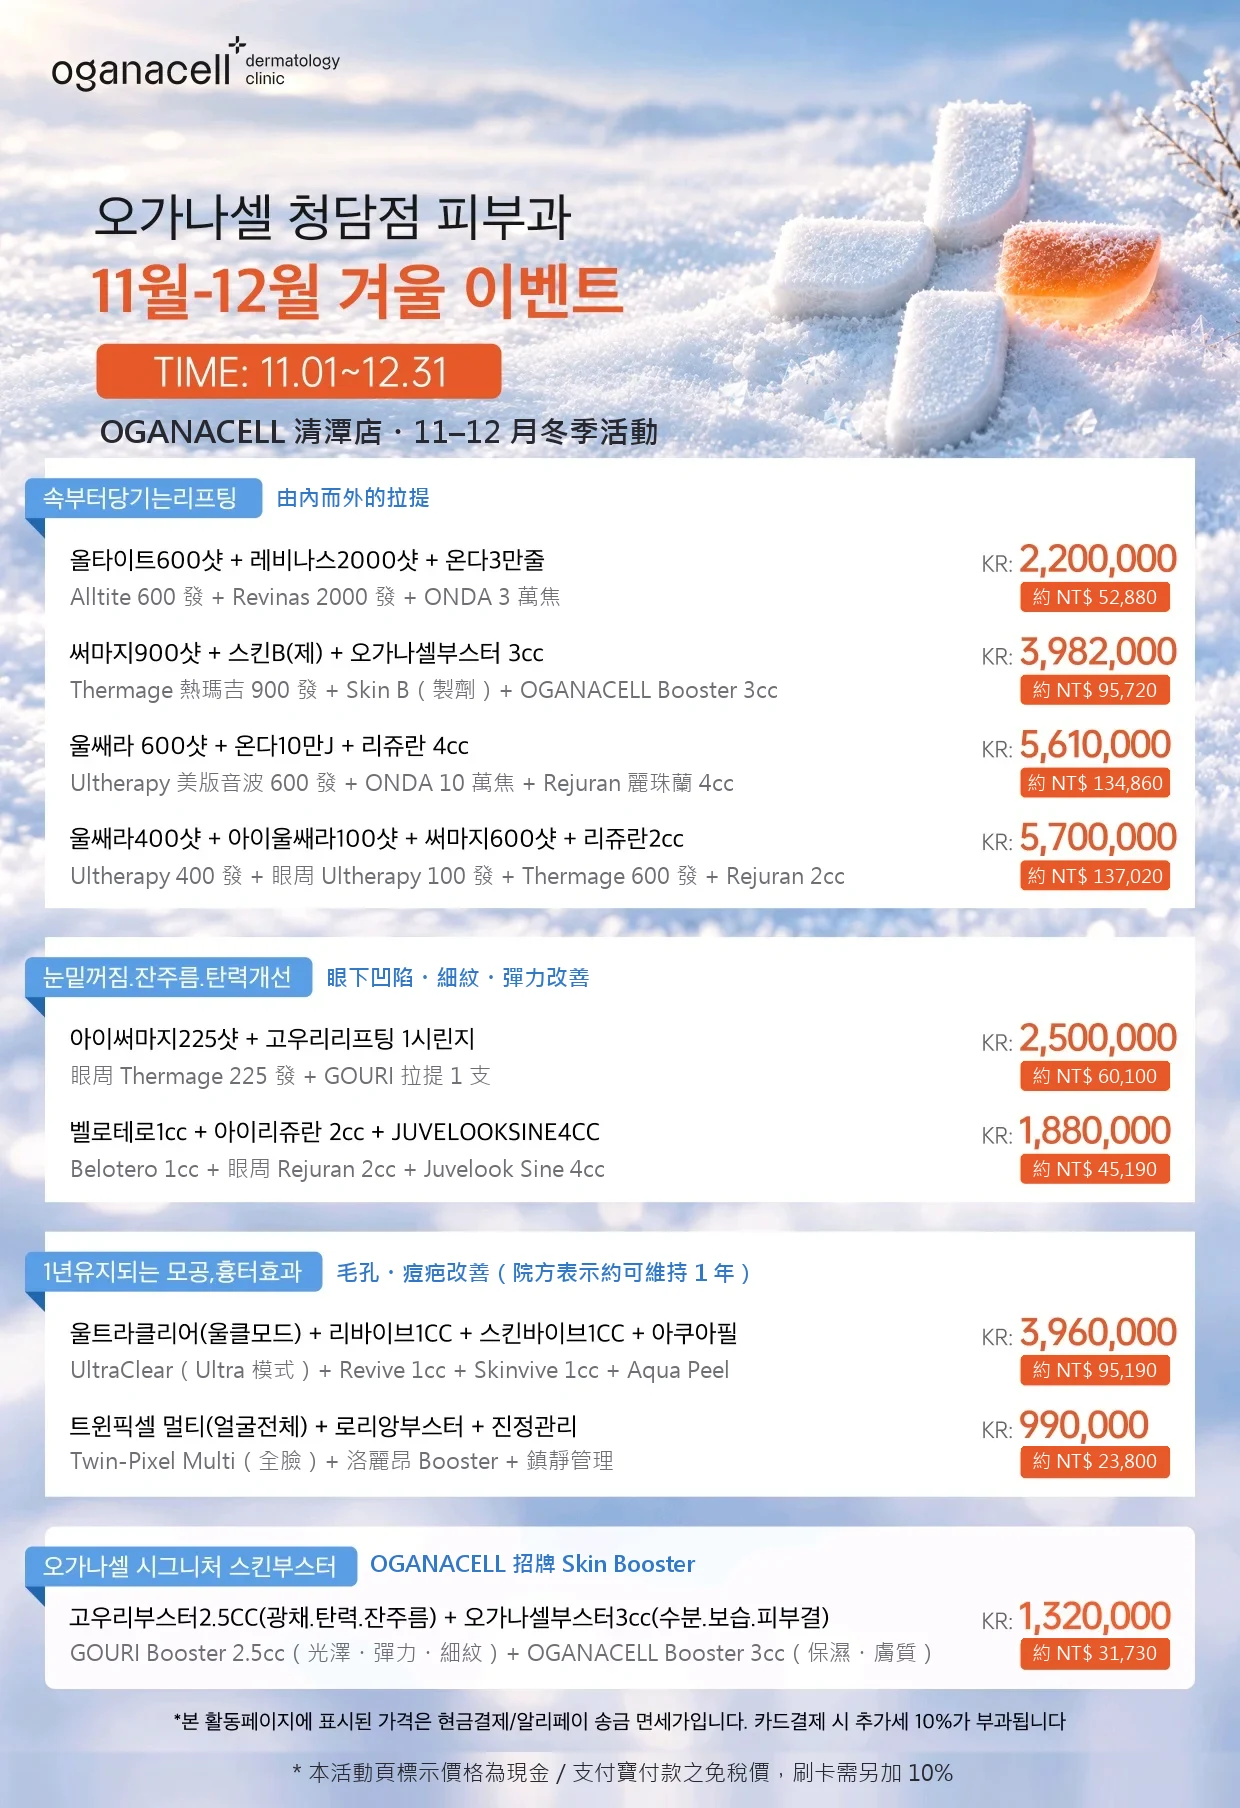 oganacell dermatology clinic
오가나셀 청담점 피부과
11월-12월 겨울 이벤트
TIME: 11.01~12.31
OGANACELL 清潭店・11–12 月冬季活動
속부터당기는리프팅 由內而外的拉提
올타이트600샷 + 레비나스2000샷 + 온다3만줄 KR: 2,200,000
Alltite 600 發 + Revinas 2000 發 + ONDA 3 萬焦 約 NT$ 52,880
써마지900샷 + 스킨B(제) + 오가나셀부스터 3cc KR: 3,982,000
Thermage 熱瑪吉 900 發 + Skin B ( 製劑 ) + OGANACELL Booster 3cc 約 NT$ 95,720
울쎄라 600샷 + 온다10만J + 리쥬란 4cc KR: 5,610,000
Ultherapy 美版音波 600 發 + ONDA 10 萬焦 + Rejuran 麗珠蘭 4cc 約 NT$ 134,860
울쎄라400샷 + 아이울쎄라100샷 + 써마지600샷 + 리쥬란2cc KR: 5,700,000
Ultherapy 400 發 + 眼周 Ultherapy 100 發 + Thermage 600 發 + Rejuran 2cc 約 NT$ 137,020
눈밑꺼짐.잔주름.탄력개선 眼下凹陷・細紋・彈力改善
아이써마지225샷 + 고우리리프팅 1시린지 KR: 2,500,000
眼周 Thermage 225 發 + GOURI 拉提 1 支 約 NT$ 60,100
벨로테로1cc + 아이리쥬란 2cc + JUVELOOKSINE4CC KR: 1,880,000
Belotero 1cc + 眼周 Rejuran 2cc + Juvelook Sine 4cc 約 NT$ 45,190
1년유지되는 모공,흉터효과 毛孔・痘疤改善 ( 院方表示約可維持 1 年 )
울트라클리어(울클모드) + 리바이브1CC + 스킨바이브1CC + 아쿠아필 KR: 3,960,000
UltraClear ( Ultra 模式 ) + Revive 1cc + Skinvive 1cc + Aqua Peel 約 NT$ 95,190
트윈픽셀 멀티(얼굴전체) + 로리앙부스터 + 진정관리 KR: 990,000
Twin-Pixel Multi ( 全臉 ) + 洛麗昂 Booster + 鎮靜管理 約 NT$ 23,800
오가나셀 시그니처 스킨부스터 OGANACELL 招牌 Skin Booster
고우리부스터2.5CC(광채.탄력.잔주름) + 오가나셀부스터3cc(수분.보습.피부결) KR: 1,320,000
GOURI Booster 2.5cc ( 光澤・彈力・細紋 ) + OGANACELL Booster 3cc ( 保濕・膚質 ) 約 NT$ 31,730
*본 활동페이지에 표시된 가격은 현금결제/알리페이 송금 면세가입니다. 카드결제 시 추가세 10%가 부과됩니다
* 本活動頁標示價格為現金 / 支付寶付款之免稅價，刷卡需另加 10%